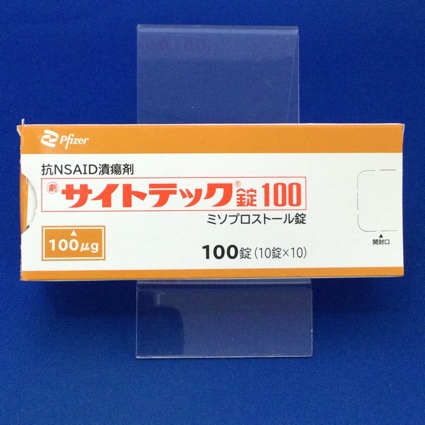 Pfizer
抗NSAID潰瘍剤
劇 サイトテック®錠100
ミソプロストール錠
100μg
100錠(10錠×10)
開封口